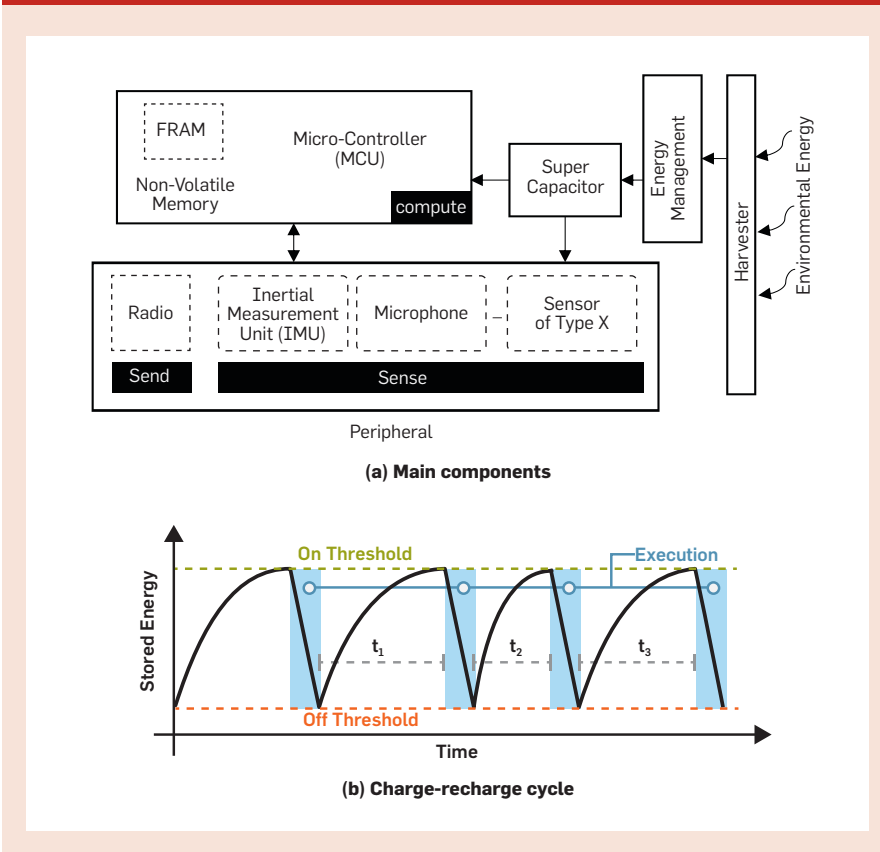 FRAM
Micro-Controller
(MCU)
Non-Volatile
Memory
compute
Super
Capacitor
Energy
Management
Harvester
Environmental Energy
Radio
Inertial
Measurement
Unit (IMU)
Microphone
–
Sensor
of Type X
Send
Sense
Peripheral
(a) Main components
On Threshold
Execution
Stored Energy
t₁
t₂
t₃
Off Threshold
Time
(b) Charge-recharge cycle